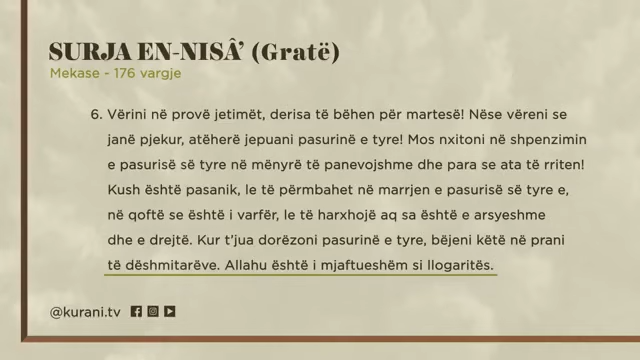 SURJA EN-NISÂ’ (Gratë)
Mekase - 176 vargje
6. Vërini në provë jetimët, derisa të bëhen për martesë! Nëse vëreni se
janë pjekur, atëherë jepuani pasurinë e tyre! Mos nxitoni në shpenzimin
e pasurisë së tyre në mënyrë të panevojshme dhe para se ata të rriten!
Kush është pasanik, le të përmbahet në marrjen e pasurisë së tyre e,
në qoftë se është i varfër, le të harxhojë aq sa është e arsyeshme
dhe e drejtë. Kur t’jua dorëzoni pasurinë e tyre, bëjeni këtë në prani
të dëshmitarëve. Allahu është i mjaftueshëm si llogaritës.
@kurani.tv